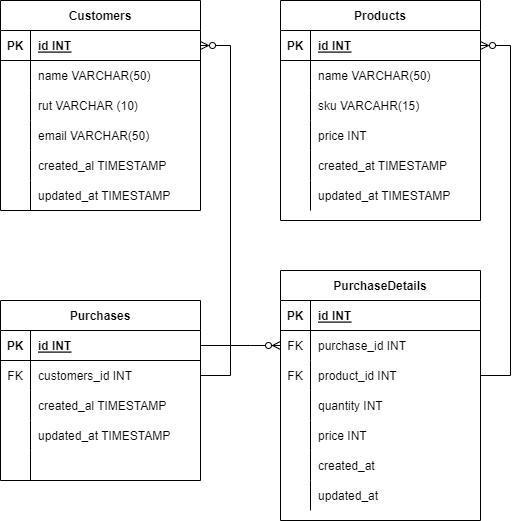 Customers
PK id INT
name VARCHAR(50)
rut VARCHAR (10)
email VARCHAR(50)
created_al TIMESTAMP
updated_at TIMESTAMP
Products
PK id INT
name VARCHAR(50)
sku VARCAHR(15)
price INT
created_at TIMESTAMP
updated_at TIMESTAMP
Purchases
PK id INT
FK customers_id INT
created_al TIMESTAMP
updated_at TIMESTAMP
PurchaseDetails
PK id INT
FK purchase_id INT
FK product_id INT
quantity INT
price INT
created_at
updated_at